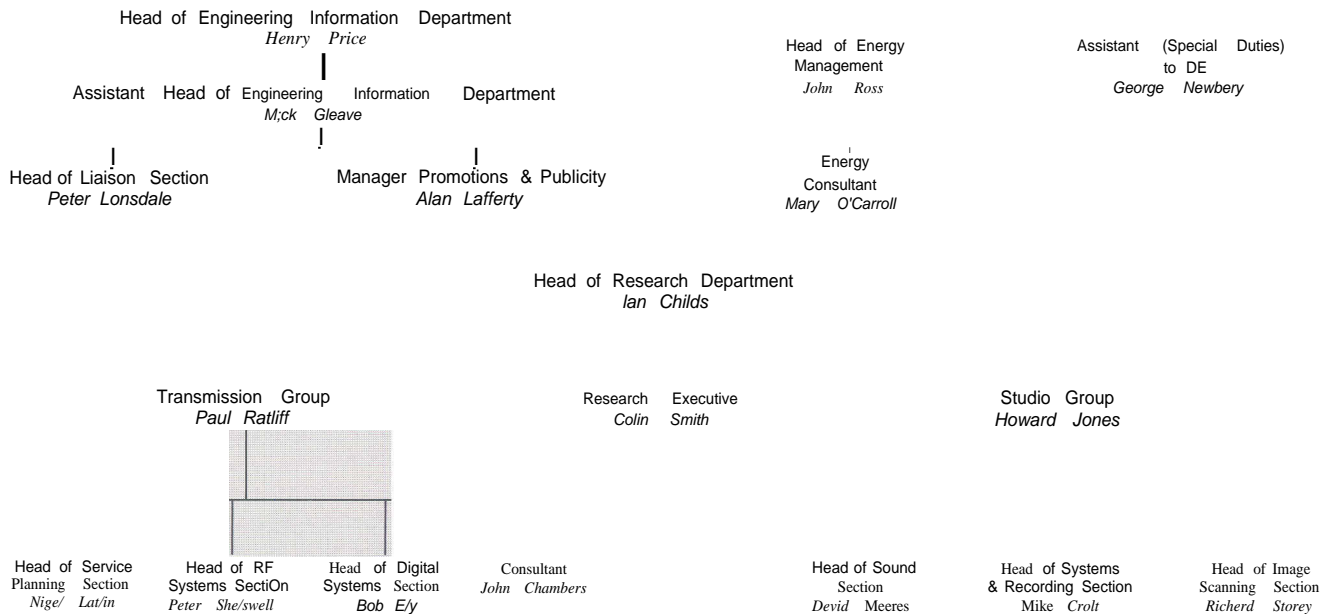 Head of Engineering Information Department
Henry Price
Assistant Head of Engineering Information Department
M;ck Gleave
Head of Liaison Section
Peter Lonsdale
Manager Promotions & Publicity
Alan Lafferty
Head of Energy
Management
John Ross
Energy
Consultant
Mary O'Carroll
Assistant (Special Duties)
to DE
George Newbery
Head of Research Department
Ian Childs
Transmission Group
Paul Ratliff
Research Executive
Colin Smith
Studio Group
Howard Jones
Head of Service
Planning Section
Nige/ Lat/in
Head of RF
Systems SectiOn
Peter She/swell
Head of Digital
Systems Section
Bob E/y
Consultant
John Chambers
Head of Sound
Section
Devid Meeres
Head of Systems
& Recording Section
Mike Crolt
Head of Image
Scanning Section
Richerd Storey